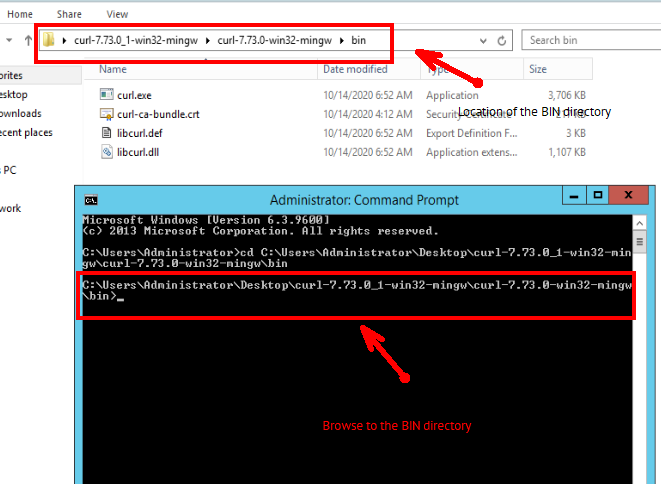 Home Share View
curl-7.73.0_1-win32-mingw curl-7.73.0-win32-mingw bin
Search bin
orites
esktop
ownloads
ecent places
s PC
work
Name Date modified Type Size
curl.exe 10/14/2020 6:52 AM Application 3,706 KB
curl-ca-bundle.crt 10/14/2020 4:12 AM Security Certificate KB
libcurl.def 10/14/2020 6:52 AM Export Definition F... 3 KB
libcurl.dll 10/14/2020 6:52 AM Application extens... 1,107 KB
Location of the BIN directory
Administrator: Command Prompt
Microsoft Windows [Version 6.3.9600]
(c) 2013 Microsoft Corporation. All rights reserved.
C:\Users\Administrator>cd C:\Users\Administrator\Desktop\curl-7.73.0_1-win32-min
gw\curl-7.73.0-win32-mingw\bin
C:\Users\Administrator\Desktop\curl-7.73.0_1-win32-mingw\curl-7.73.0-win32-mingw
\bin>_
Browse to the BIN directory